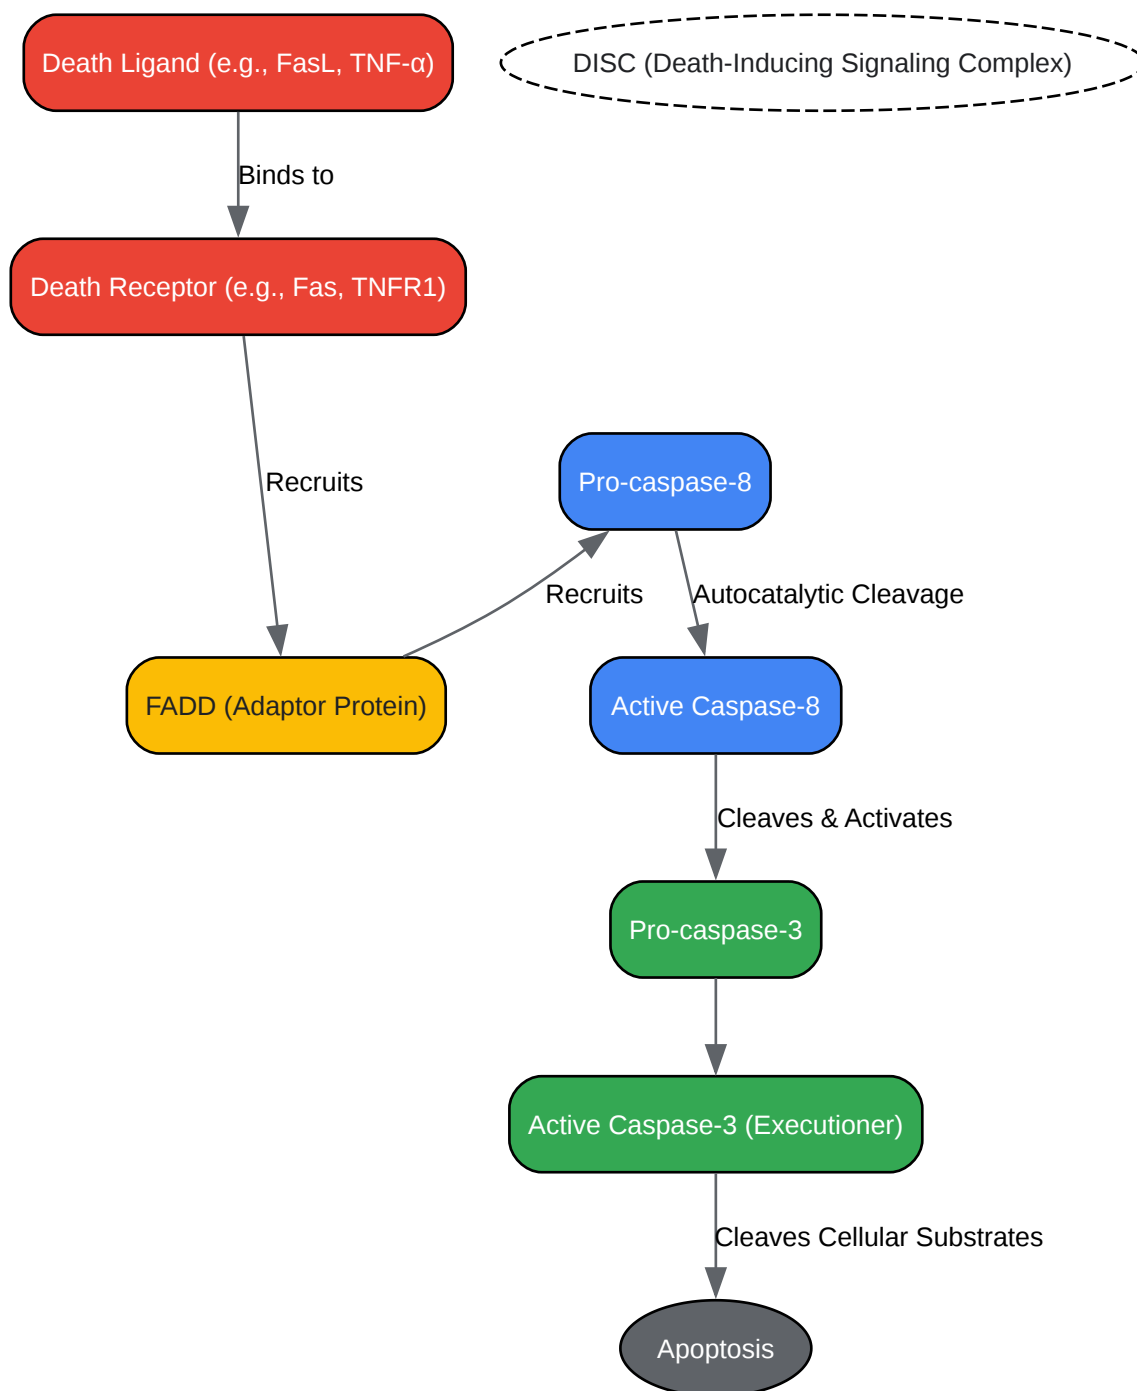 Death Ligand (e.g., FasL, TNF-α)
DISC (Death-Inducing Signaling Complex)
Binds to
Death Receptor (e.g., Fas, TNFR1)
Recruits
Pro-caspase-8
Recruits
Autocatalytic Cleavage
FADD (Adaptor Protein)
Active Caspase-8
Cleaves & Activates
Pro-caspase-3
Active Caspase-3 (Executioner)
Cleaves Cellular Substrates
Apoptosis